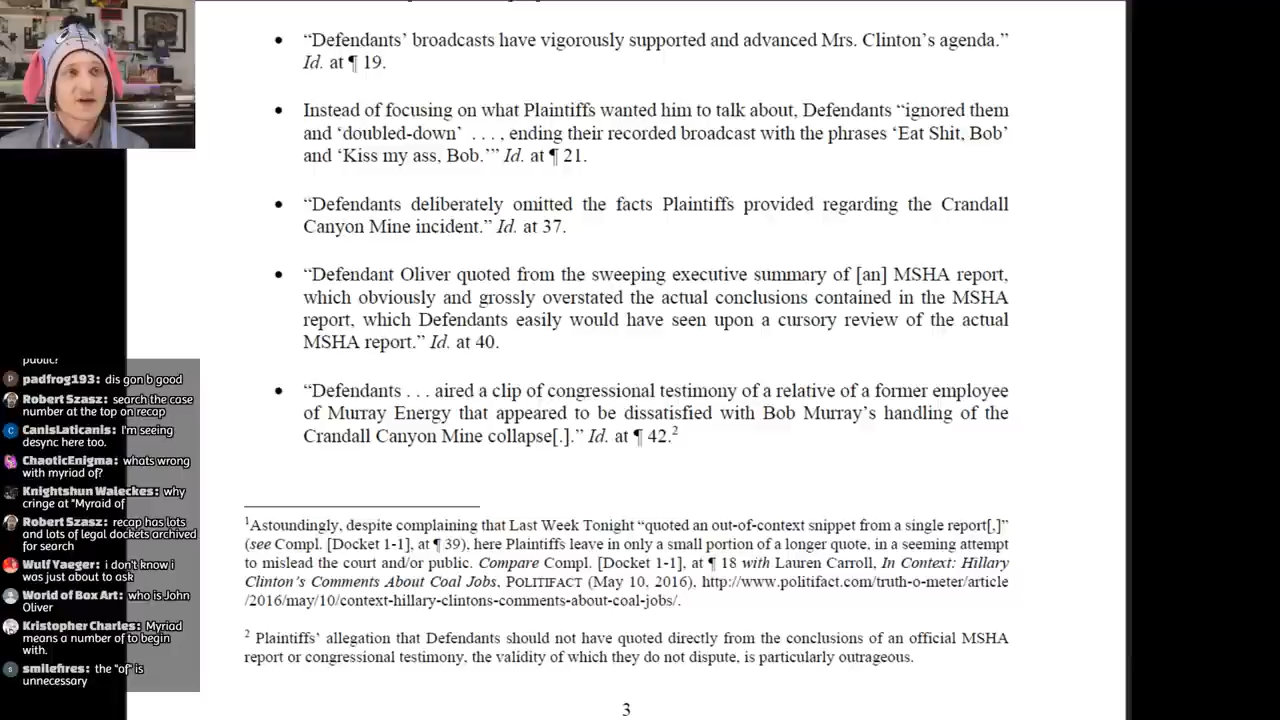 • “Defendants’ broadcasts have vigorously supported and advanced Mrs. Clinton’s agenda.”
Id. at ¶ 19.
• Instead of focusing on what Plaintiffs wanted him to talk about, Defendants “ignored them
and ‘doubled-down’ . . . , ending their recorded broadcast with the phrases ‘Eat Shit, Bob’
and ‘Kiss my ass, Bob.’” Id. at ¶ 21.
• “Defendants deliberately omitted the facts Plaintiffs provided regarding the Crandall
Canyon Mine incident.” Id. at 37.
• “Defendant Oliver quoted from the sweeping executive summary of [an] MSHA report,
which obviously and grossly overstated the actual conclusions contained in the MSHA
report, which Defendants easily would have seen upon a cursory review of the actual
MSHA report.” Id. at 40.
• “Defendants . . . aired a clip of congressional testimony of a relative of a former employee
of Murray Energy that appeared to be dissatisfied with Bob Murray’s handling of the
Crandall Canyon Mine collapse[.].” Id. at ¶ 42.²
¹Astoundingly, despite complaining that Last Week Tonight “quoted an out-of-context snippet from a single report[,]”
(see Compl. [Docket 1-1], at ¶ 39), here Plaintiffs leave in only a small portion of a longer quote, in a seeming attempt
to mislead the court and/or public. Compare Compl. [Docket 1-1], at ¶ 18 with Lauren Carroll, In Context: Hillary
Clinton’s Comments About Coal Jobs, POLITIFACT (May 10, 2016), http://www.politifact.com/truth-o-meter/article
/2016/may/10/context-hillary-clintons-comments-about-coal-jobs/.
² Plaintiffs’ allegation that Defendants should not have quoted directly from the conclusions of an official MSHA
report or congressional testimony, the validity of which they do not dispute, is particularly outrageous.
3
public?
padfrog193: dis gon b good
Robert Szasz: search the case
number at the top on recap
CanisLaticanis: I'm seeing
desync here too.
ChaoticEnigma: whats wrong
with myriad of?
Knightshun Waleckes: why
cringe at "Myraid of
Robert Szasz: recap has lots
and lots of legal dockets archived
for search
Wulf Yaeger: i don't know i
was just about to ask
World of Box Art: who is John
Oliver
Kristopher Charles: Myriad
means a number of to begin
with.
smilefires: the "of" is
unnecessary